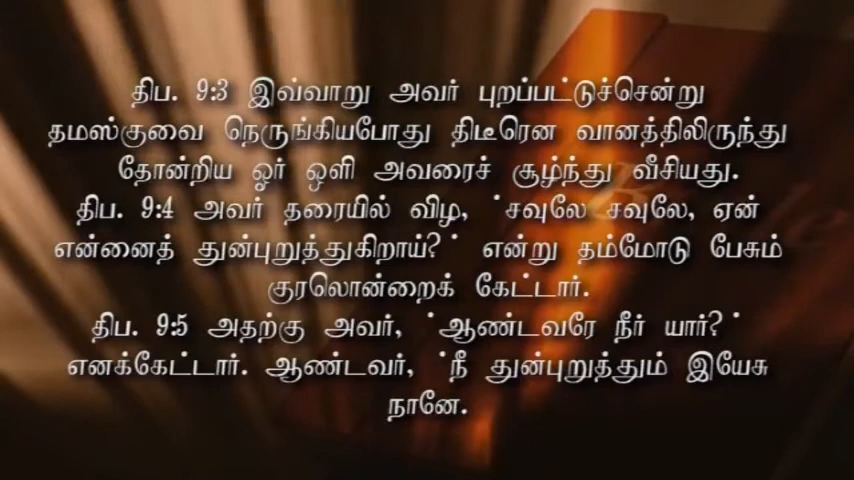 திப. 9:3 இவ்வாறு அவர் புறப்பட்டுச்சென்று
தமஸ்குவை நெருங்கியபோது திடீரென வானத்திலிருந்து
தோன்றிய ஓர் ஒளி அவரைச் சூழ்ந்து வீசியது.
திப. 9:4 அவர் தரையில் விழ, ‘சவுலே சவுலே, ஏன்
என்னைத் துன்புறுத்துகிறாய்?‘ என்று தம்மோடு பேசும்
குரலொன்றைக் கேட்டார்.
திப. 9:5 அதற்கு அவர், ‘ஆண்டவரே நீர் யார்?‘
எனக்கேட்டார். ஆண்டவர், ‘நீ துன்புறுத்தும் இயேசு
நானே.